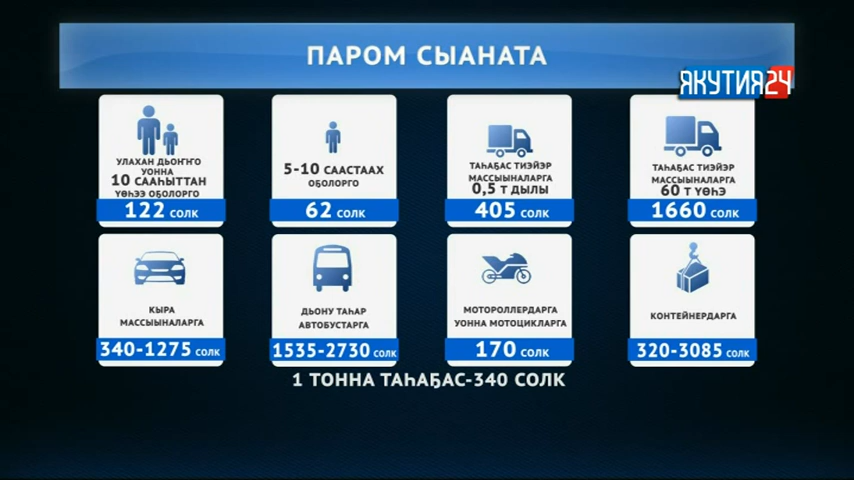 ПАРОМ СЫАНАТА
ЯКУТИЯ24
УЛАХАН ДЬОҤҤО
УОННА
10 СААҺЫТТАН
ҮӨҺЭЭ ОҔОЛОРГО
122 СОЛК
5-10 СААСТААХ
ОҔОЛОРГО
62 СОЛК
ТАҺАҔАС ТИЭЙЭР
МАССЫЫНАЛАРГА
0,5 Т ДЫЛЫ
405 СОЛК
ТАҺАҔАС ТИЭЙЭР
МАССЫЫНАЛАРГА
60 Т ҮӨҺЭ
1660 СОЛК
КЫРА
МАССЫЫНАЛАРГА
340-1275 СОЛК
ДЬОНУ ТАҺАР
АВТОБУСТАРГА
1535-2730 СОЛК
МОТОРОЛЛЕРДАРГА
УОННА МОТОЦИКЛАРГА
170 СОЛК
КОНТЕЙНЕРДАРГА
320-3085 СОЛК
1 ТОННА ТАҺАҔАС-340 СОЛК